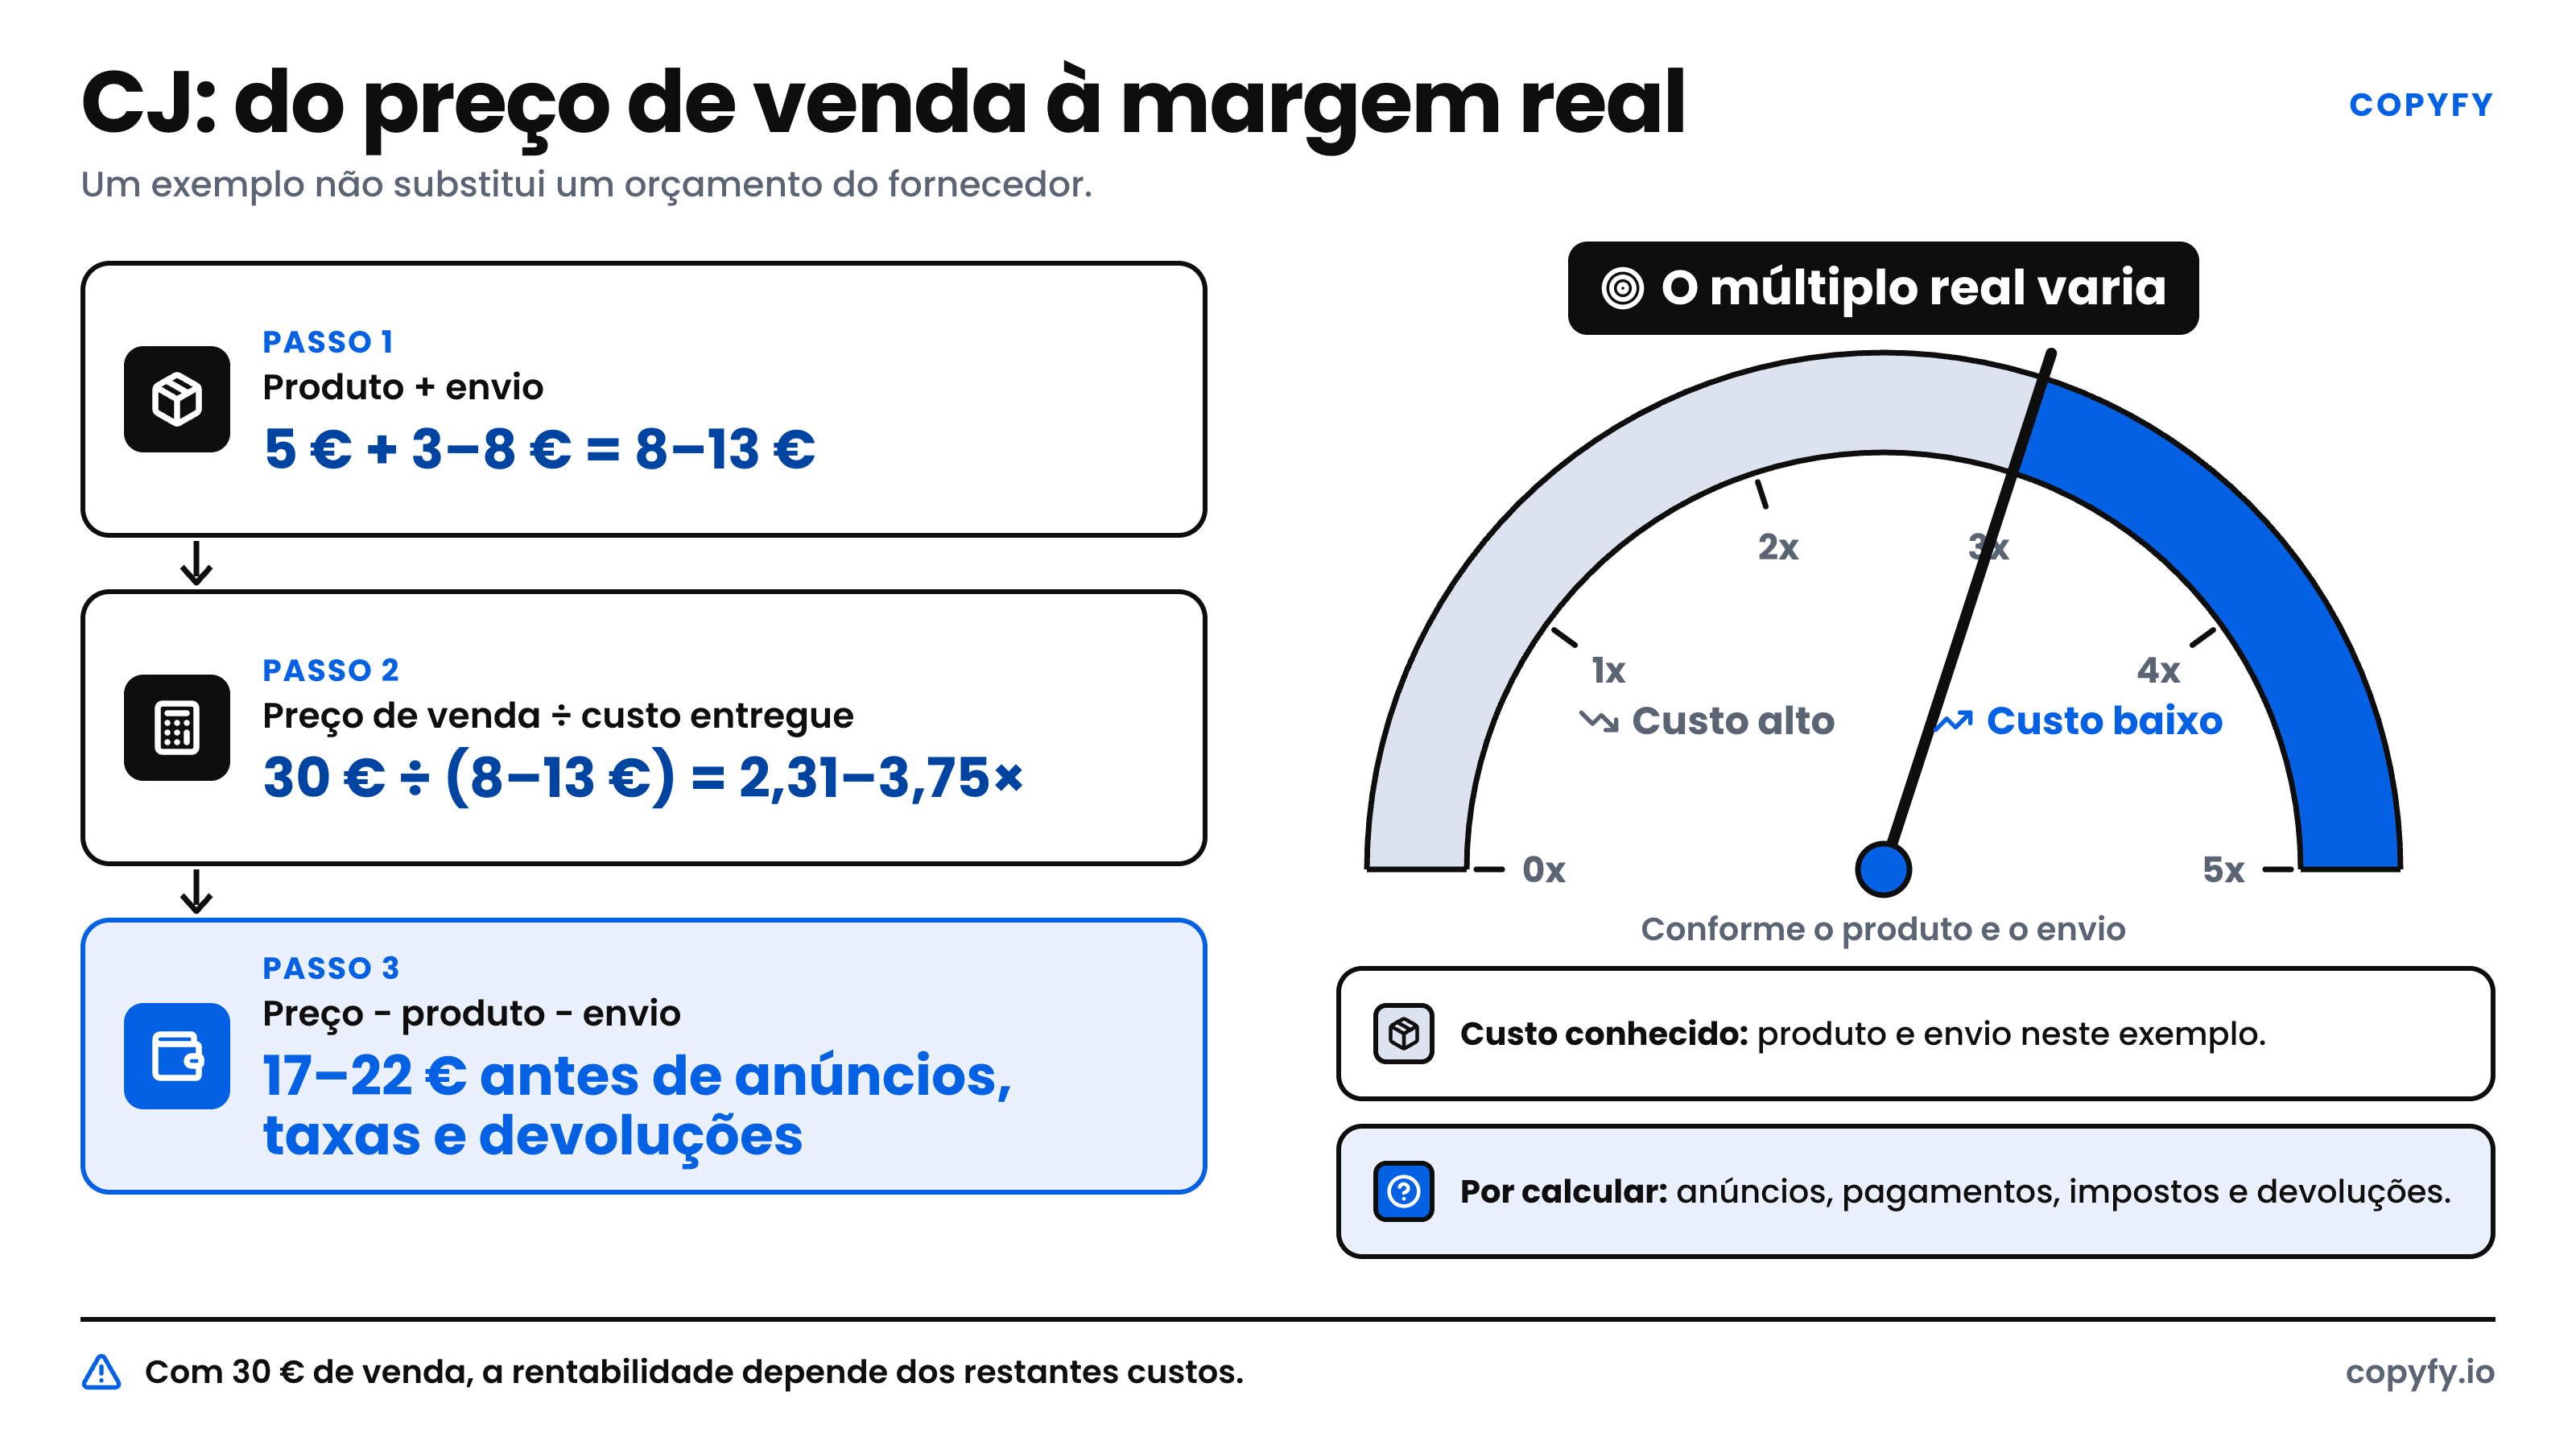 CJ: do preço de venda à margem real
COPYFY
Um exemplo não substitui um orçamento do fornecedor.
PASSO 1
Produto + envio
5 € + 3–8 € = 8–13 €
PASSO 2
Preço de venda ÷ custo entregue
30 € ÷ (8–13 €) = 2,31–3,75×
PASSO 3
Preço - produto - envio
17–22 € antes de anúncios,
taxas e devoluções
O múltiplo real varia
2x
3x
1x
4x
Custo alto
Custo baixo
0x
5x
Conforme o produto e o envio
Custo conhecido: produto e envio neste exemplo.
Por calcular: anúncios, pagamentos, impostos e devoluções.
Com 30 € de venda, a rentabilidade depende dos restantes custos.
copyfy.io